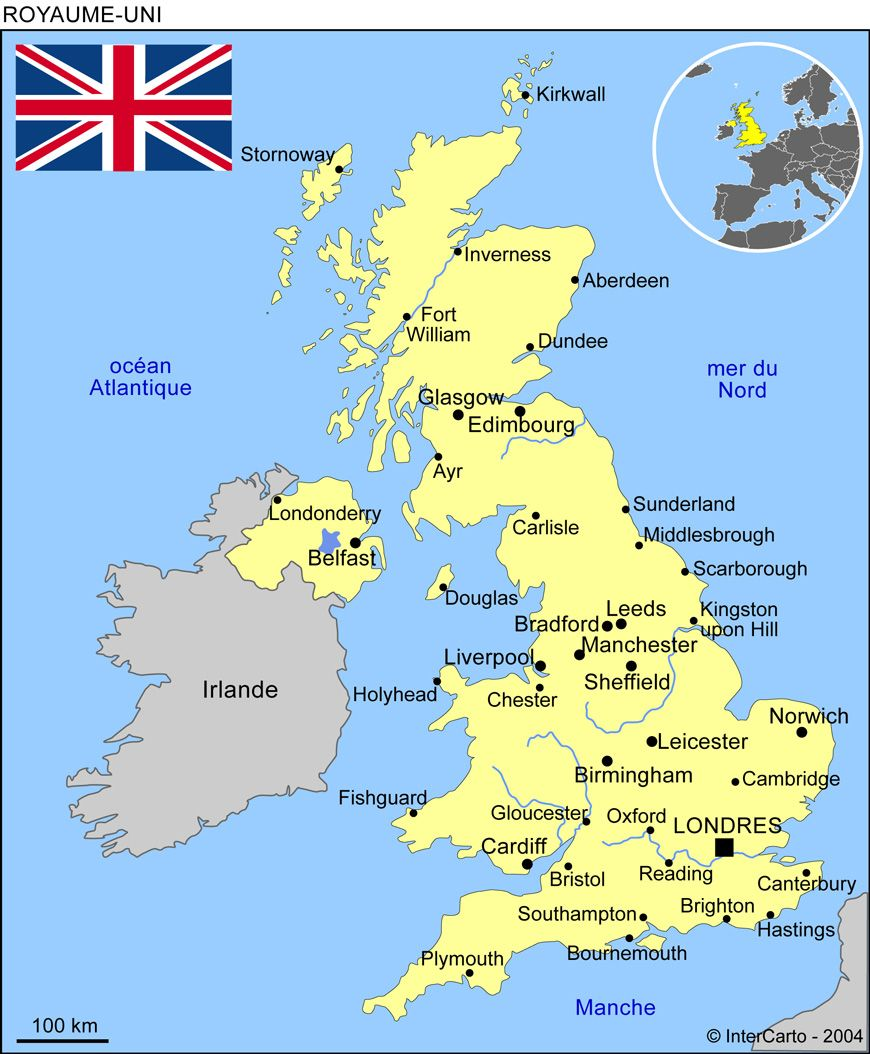 ROYAUME-UNI
Kirkwall
Stornoway
Inverness
Aberdeen
Fort
William
Dundee
océan
Atlantique
mer du
Nord
Glasgow
Edimbourg
Ayr
Londonderry
Sunderland
Carlisle
Middlesbrough
Belfast
Scarborough
Douglas
Leeds
Kingston
upon Hill
Bradford
Manchester
Liverpool
Sheffield
Irlande
Holyhead
Chester
Norwich
Leicester
Birmingham
Cambridge
Fishguard
Gloucester
Oxford
LONDRES
Cardiff
Bristol
Reading
Canterbury
Southampton
Brighton
Hastings
Bournemouth
Plymouth
Manche
100 km
© InterCarto - 2004